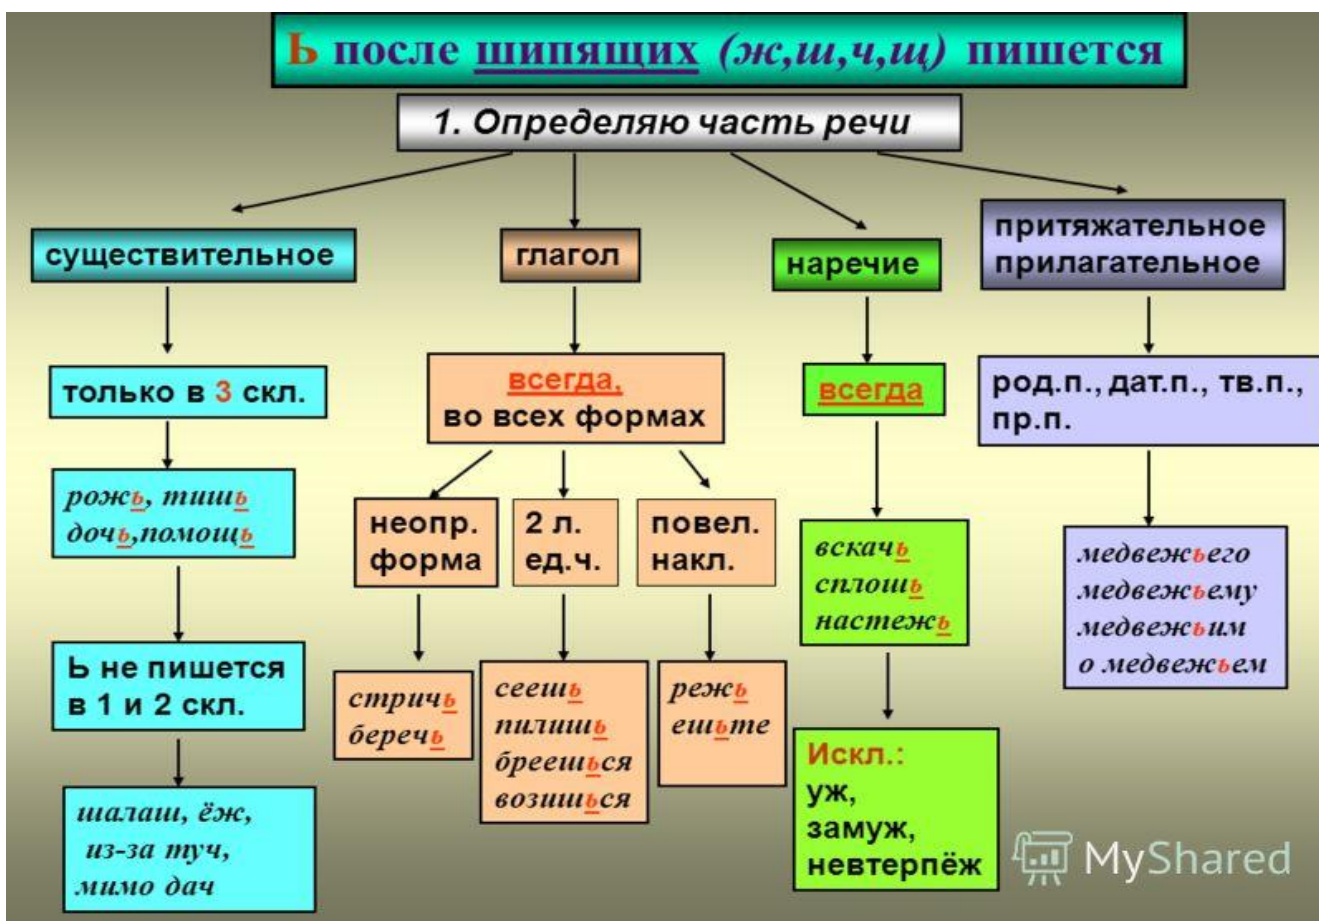 Ь после шипящих (ж,ш,ч,щ) пишется
1. Определяю часть речи
существительное
только в 3 скл.
рожь, тишь
дочь,помощь
Ь не пишется
в 1 и 2 скл.
шалаш, ёж,
из-за туч,
мимо дач
глагол
всегда,
во всех формах
неопр.
форма
стричь
беречь
2 л.
ед.ч.
сеешь
пилишь
бреешься
возишься
повел.
накл.
режь
ешьте
наречие
всегда
вскачь
сплошь
настежь
Искл.:
уж,
замуж,
невтерпёж
притяжательное
прилагательное
род.п., дат.п., тв.п.,
пр.п.
медвежьего
медвежьему
медвежьим
о медвежьем
MyShared